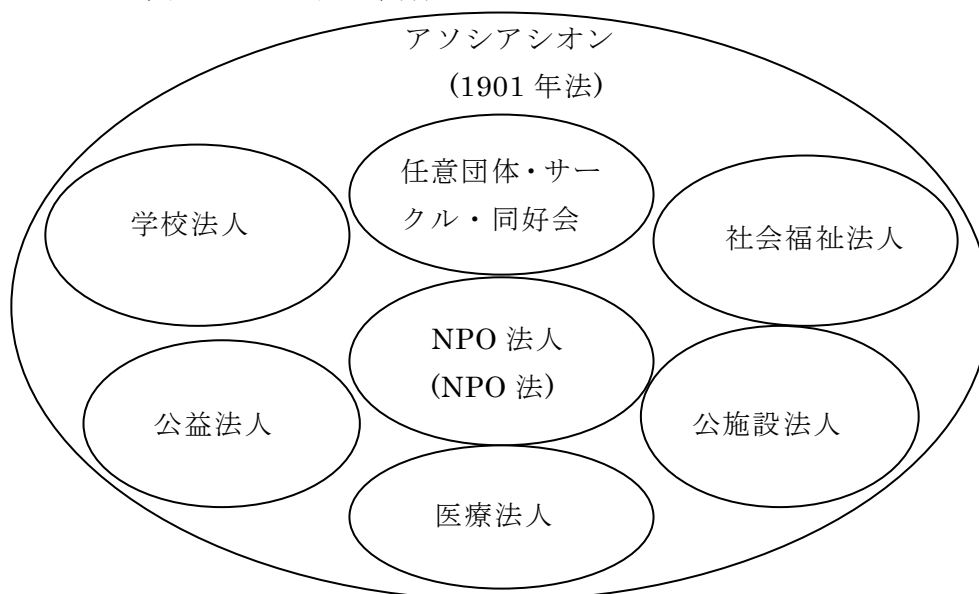 アソシアシオン
(1901 年法)
任意団体・サー
クル・同好会
学校法人
社会福祉法人
NPO 法人
(NPO 法)
公益法人
公施設法人
医療法人